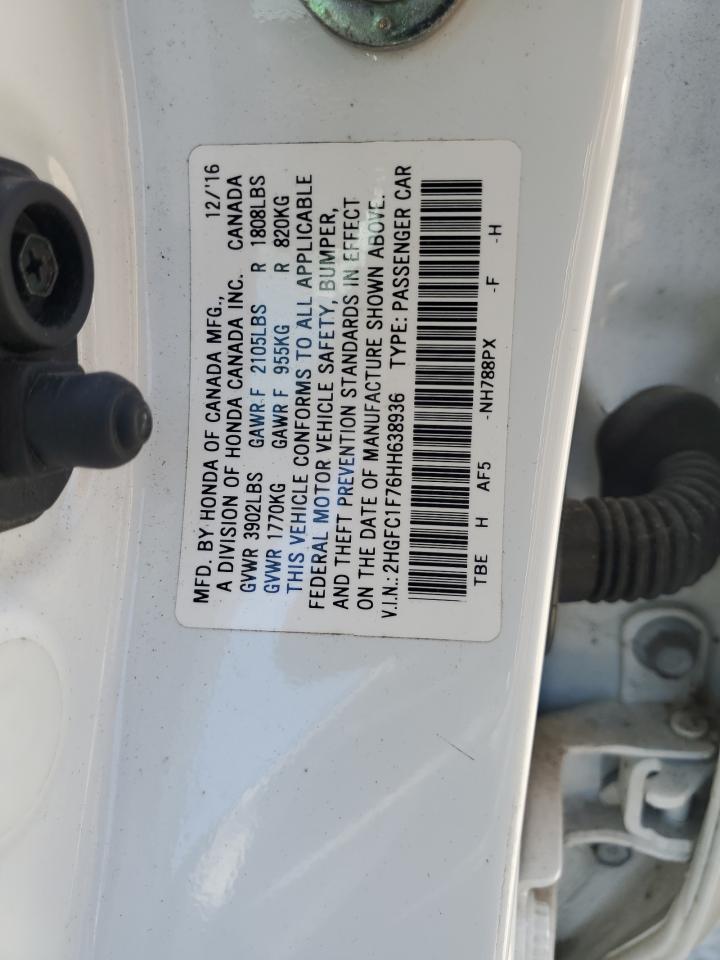 MFD. BY HONDA OF CANADA MFG., 12/'16
A DIVISION OF HONDA CANADA INC. CANADA
GVWR 3902LBS GAWR F 2105LBS R 1808LBS
GVWR 1770KG GAWR F 955KG R 820KG
THIS VEHICLE CONFORMS TO ALL APPLICABLE
FEDERAL MOTOR VEHICLE SAFETY, BUMPER,
AND THEFT PREVENTION STANDARDS IN EFFECT
ON THE DATE OF MANUFACTURE SHOWN ABOVE.
V.I.N.: 2HGFC1F76HH638936 TYPE: PASSENGER CAR
TBE H AF5 -NH788PX -F -H